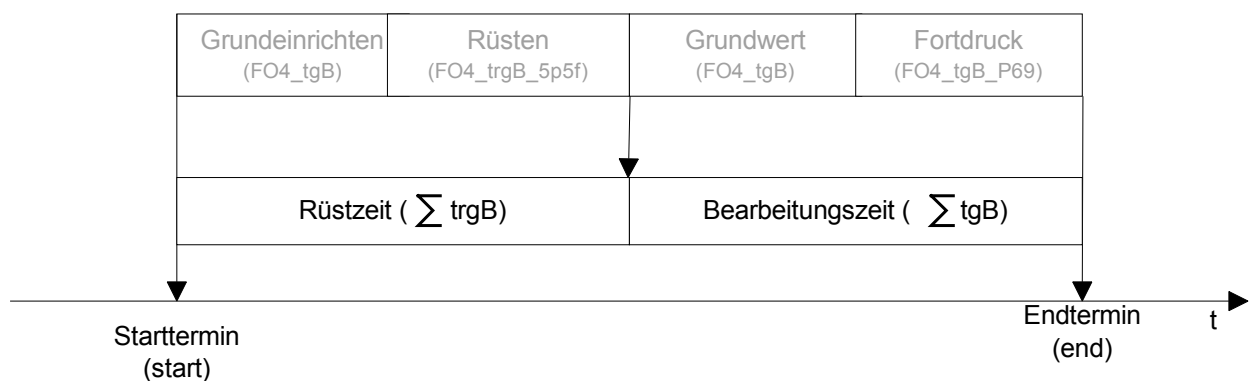 Grundeinrichten
(FO4_tgB)
Rüsten
(FO4_trgB_5p5f)
Grundwert
(FO4_tgB)
Fortdruck
(FO4_tgB_P69)
Rüstzeit ( ∑ trgB)
Bearbeitungszeit ( ∑ tgB)
Starttermin
(start)
Endtermin
(end)
t